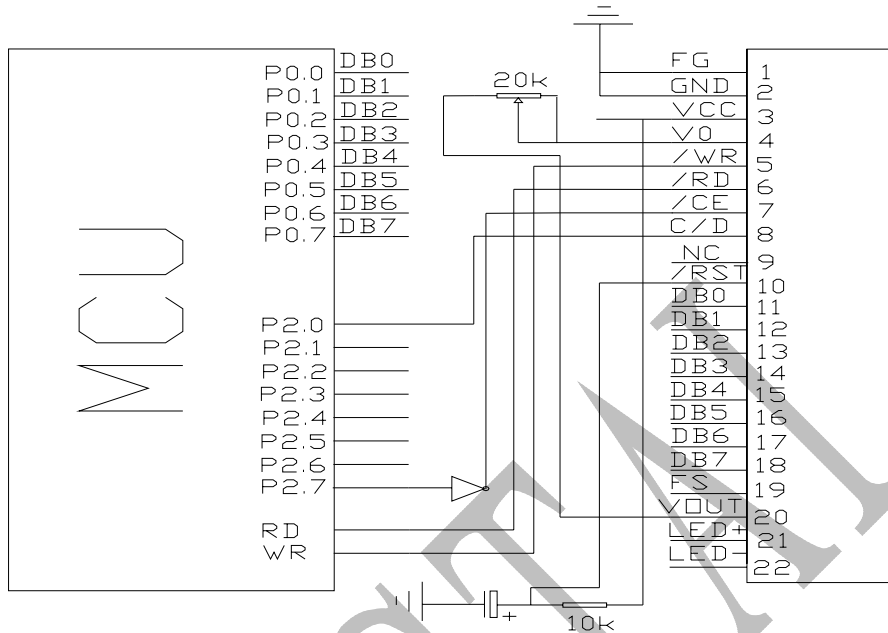 MCU
P0.0 DB0
P0.1 DB1
P0.2 DB2
P0.3 DB3
P0.4 DB4
P0.5 DB5
P0.6 DB6
P0.7 DB7
P2.0
P2.1
P2.2
P2.3
P2.4
P2.5
P2.6
P2.7
RD
WR
20k
10k
+
FG 1
GND 2
VCC 3
V0 4
/WR 5
/RD 6
/CE 7
C/D 8
NC 9
/RST 10
DB0 11
DB1 12
DB2 13
DB3 14
DB4 15
DB5 16
DB6 17
DB7 18
FS 19
VOUT 20
LED+ 21
LED- 22